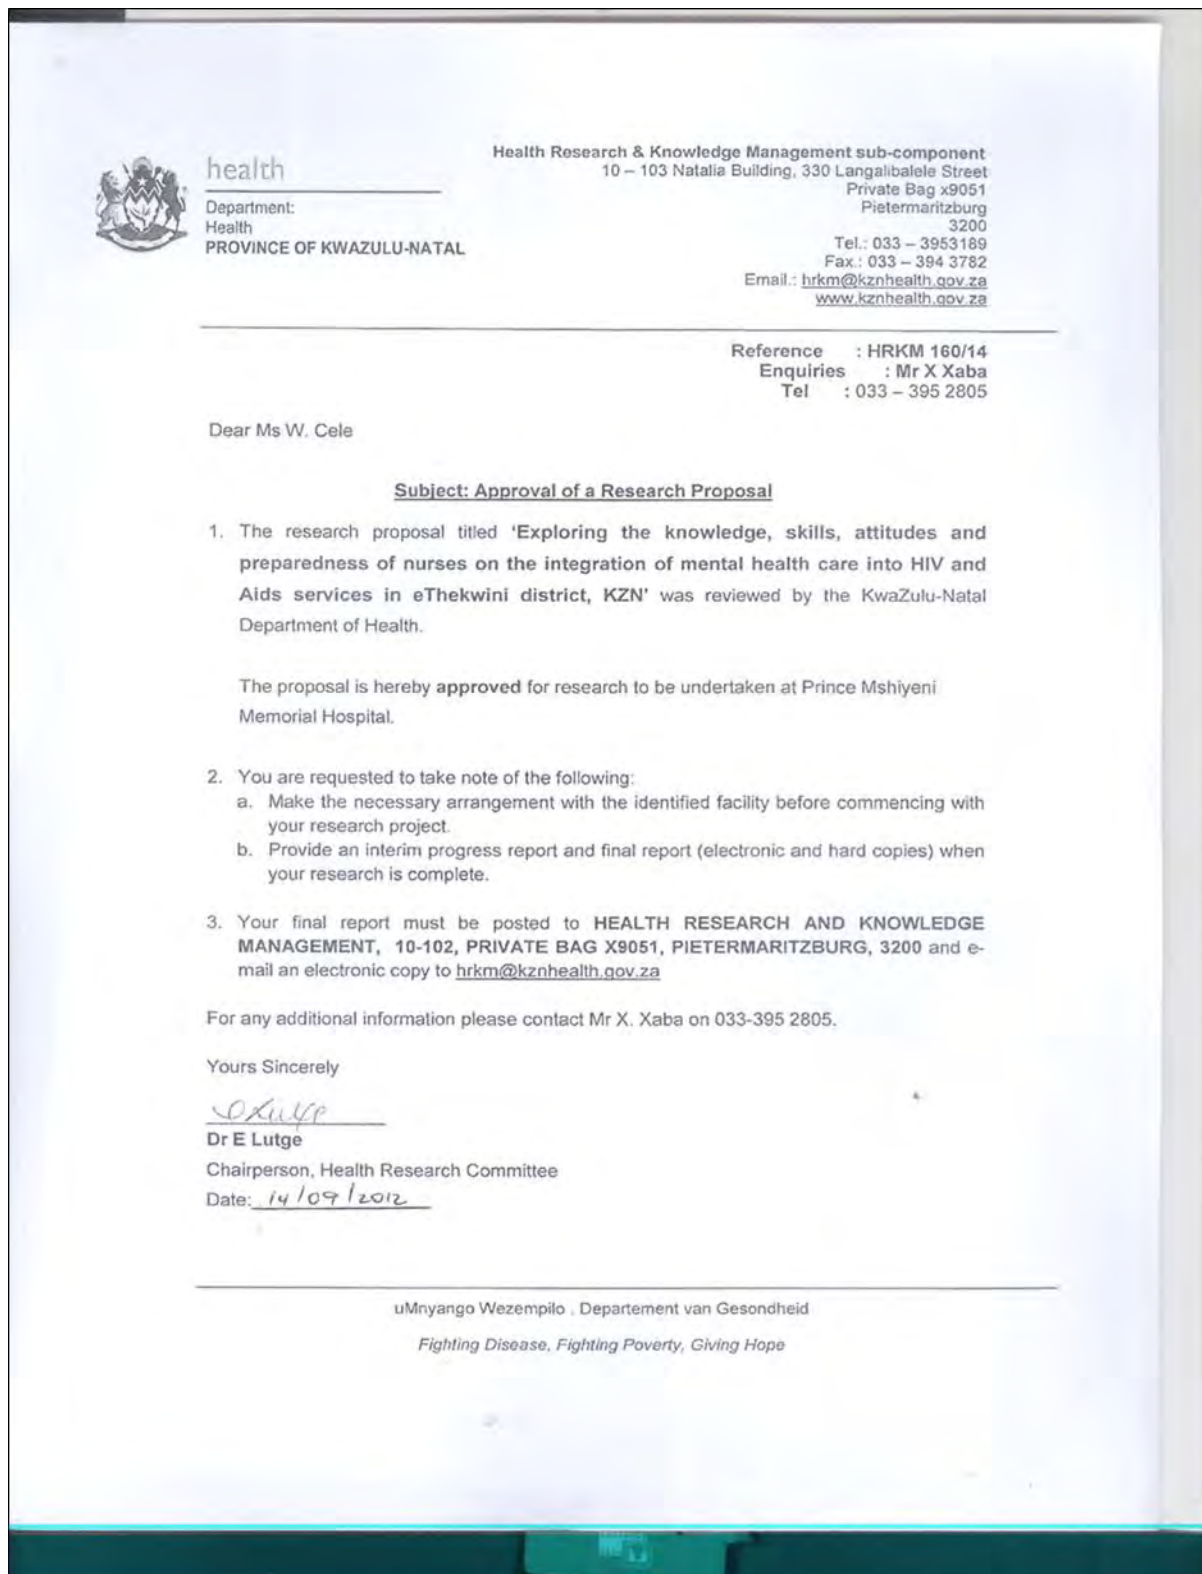 health
Department:
Health
PROVINCE OF KWAZULU-NATAL
Health Research & Knowledge Management sub-component
10 – 103 Natalia Building, 330 Langalibalele Street
Private Bag x9051
Pietermaritzburg
3200
Tel.: 033 – 3953189
Fax.: 033 – 394 3782
Email.: hrkm@kznhealth.gov.za
www.kznhealth.gov.za
Reference : HRKM 160/14
Enquiries : Mr X Xaba
Tel : 033 – 395 2805
Dear Ms W. Cele
Subject: Approval of a Research Proposal
1. The research proposal titled 'Exploring the knowledge, skills, attitudes and
preparedness of nurses on the integration of mental health care into HIV and
Aids services in eThekwini district, KZN' was reviewed by the KwaZulu-Natal
Department of Health.
The proposal is hereby approved for research to be undertaken at Prince Mshiyeni
Memorial Hospital.
2. You are requested to take note of the following:
a. Make the necessary arrangement with the identified facility before commencing with
your research project.
b. Provide an interim progress report and final report (electronic and hard copies) when
your research is complete.
3. Your final report must be posted to HEALTH RESEARCH AND KNOWLEDGE
MANAGEMENT, 10-102, PRIVATE BAG X9051, PIETERMARITZBURG, 3200 and e-
mail an electronic copy to hrkm@kznhealth.gov.za
For any additional information please contact Mr X. Xaba on 033-395 2805.
Yours Sincerely
Dr E Lutge
Chairperson, Health Research Committee
Date: 14/09/2012
uMnyango Wezempilo . Departement van Gesondheid
Fighting Disease, Fighting Poverty, Giving Hope